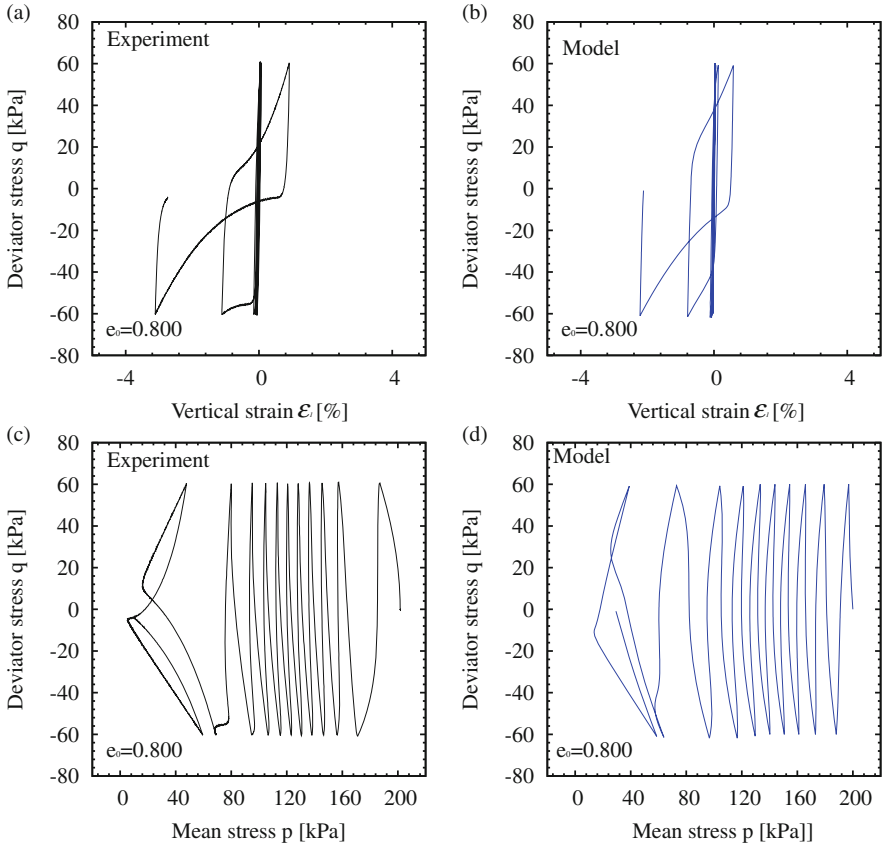 (a)
Experiment
Deviator stress q [kPa]
80
60
40
20
0
-20
-40
-60
-80
e₀=0.800
-4
0
4
Vertical strain ℰ₁ [%]
(b)
Model
Deviator stress q [kPa]
80
60
40
20
0
-20
-40
-60
-80
e₀=0.800
-4
0
4
Vertical strain ℰ₁ [%]
(c)
Experiment
Deviator stress q [kPa]
80
60
40
20
0
-20
-40
-60
-80
e₀=0.800
0
40
80
120
160
200
Mean stress p [kPa]
(d)
Model
Deviator stress q [kPa]
80
60
40
20
0
-20
-40
-60
-80
e₀=0.800
0
40
80
120
160
200
Mean stress p [kPa]]